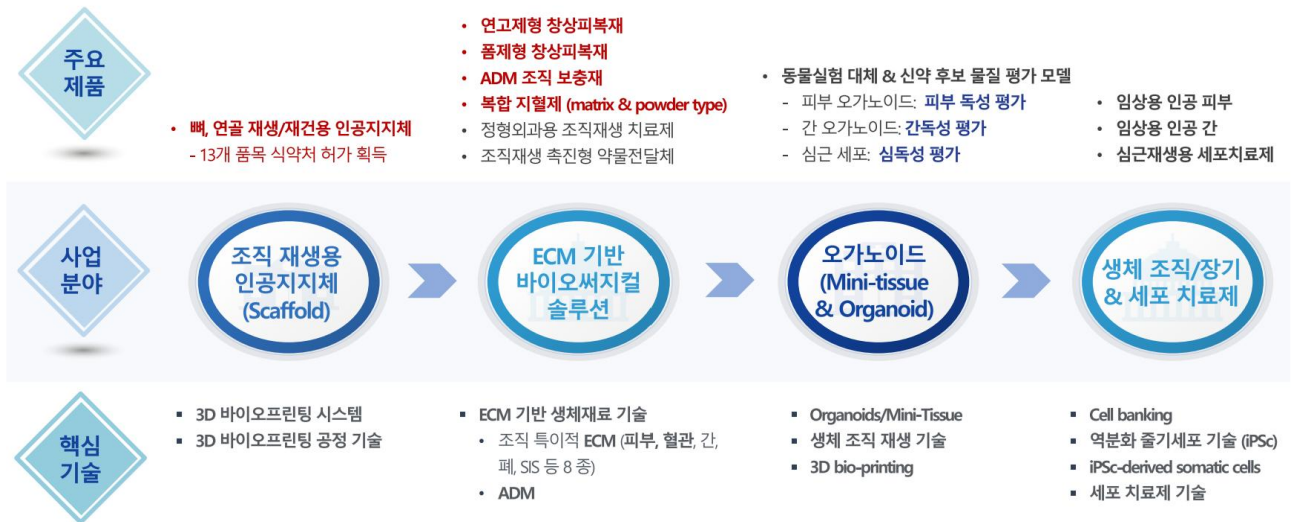 주요
제품
• 뼈, 연골 재생/재건용 인공지지체
- 13개 품목 식약처 허가 획득
• 연고제형 창상피복재
• 폼제형 창상피복재
• ADM 조직 보충재
• 복합 지혈제 (matrix & powder type)
• 정형외과용 조직재생 치료제
• 조직재생 촉진형 약물전달체
• 동물실험 대체 & 신약 후보 물질 평가 모델
- 피부 오가노이드: 피부 독성 평가
- 간 오가노이드: 간독성 평가
- 심근 세포: 심독성 평가
• 임상용 인공 피부
• 임상용 인공 간
• 심근재생용 세포치료제
사업
분야
조직 재생용
인공지지체
(Scaffold)
ECM 기반
바이오써지컬
솔루션
오가노이드
(Mini-tissue
& Organoid)
생체 조직/장기
& 세포 치료제
핵심
기술
▪ 3D 바이오프린팅 시스템
▪ 3D 바이오프린팅 공정 기술
▪ ECM 기반 생체재료 기술
• 조직 특이적 ECM (피부, 혈관, 간,
폐, SIS 등 8 종)
• ADM
▪ Organoids/Mini-Tissue
▪ 생체 조직 재생 기술
▪ 3D bio-printing
▪ Cell banking
▪ 역분화 줄기세포 기술 (iPSc)
▪ iPSc-derived somatic cells
▪ 세포 치료제 기술